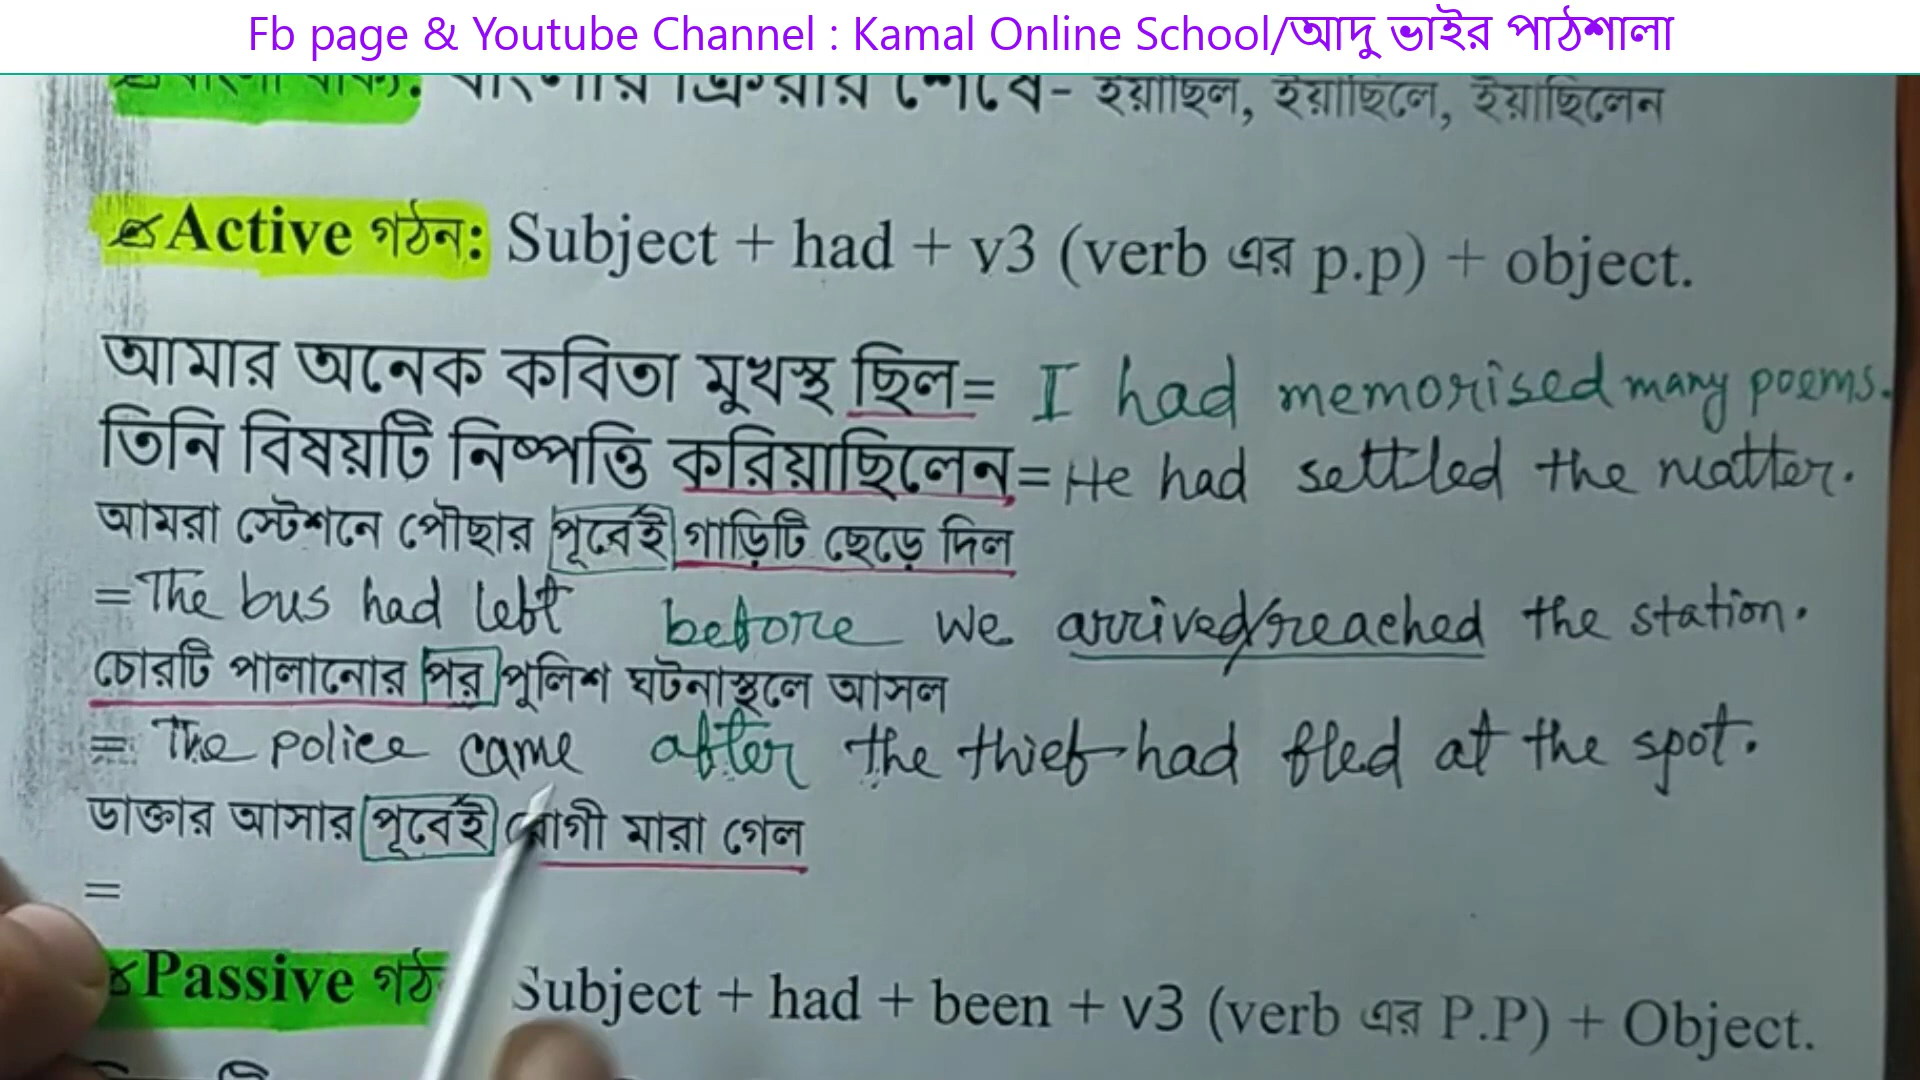 Fb page & Youtube Channel : Kamal Online School/আদু ভাইর পাঠশালা
বাংলা বাক্য: বাংলার ক্রিয়ার শেষে- ইয়াছিল, ইয়াছিলে, ইয়াছিলেন
Active গঠন: Subject + had + v3 (verb এর p.p) + object.
আমার অনেক কবিতা মুখস্থ ছিল= I had memorised many poems.
তিনি বিষয়টি নিষ্পত্তি করিয়াছিলেন= He had settled the matter.
আমরা স্টেশনে পৌছার পূর্বেই গাড়িটি ছেড়ে দিল
= The bus had left before we arrived/reached the station.
চোরটি পালানোর পর পুলিশ ঘটনাস্থলে আসল
= The police came after the thief had fled at the spot.
ডাক্তার আসার পূর্বেই রোগী মারা গেল
=
Passive Subject + had + been + v3 (verb এর P.P) + Object.